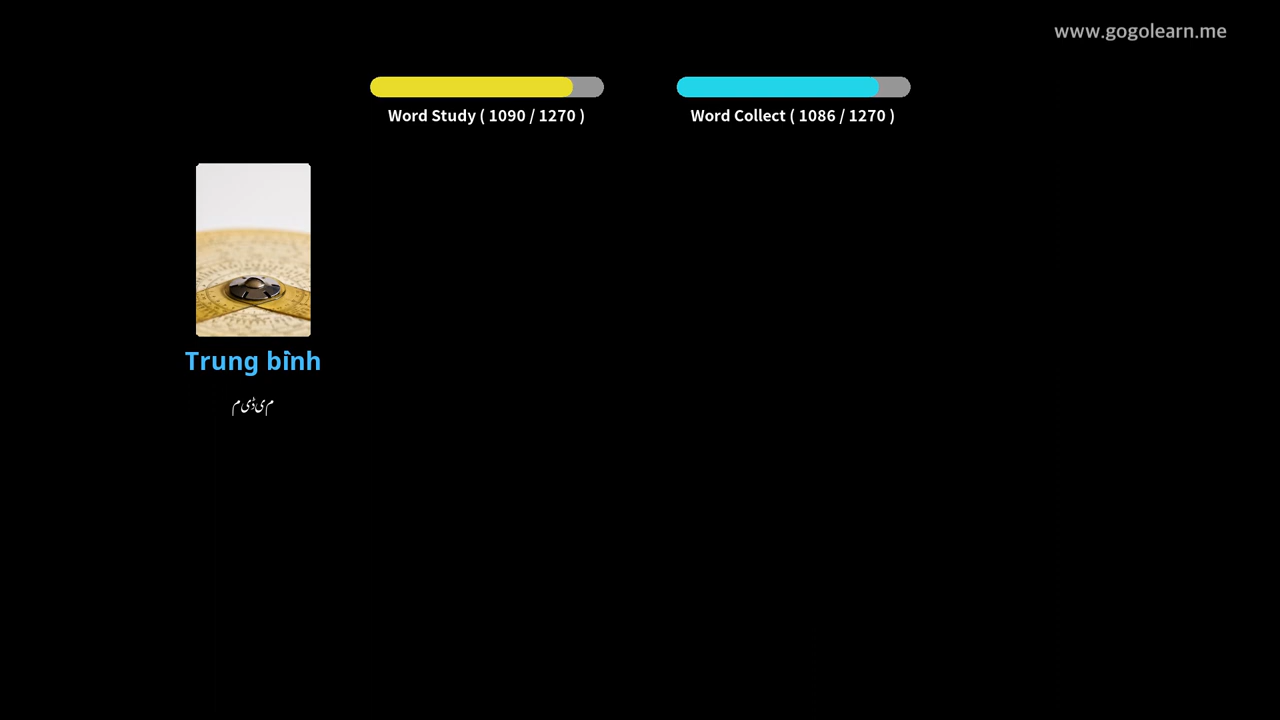 www.gogolearn.me
Word Study ( 1090 / 1270 )
Word Collect ( 1086 / 1270 )
Trung bình
میڈیم